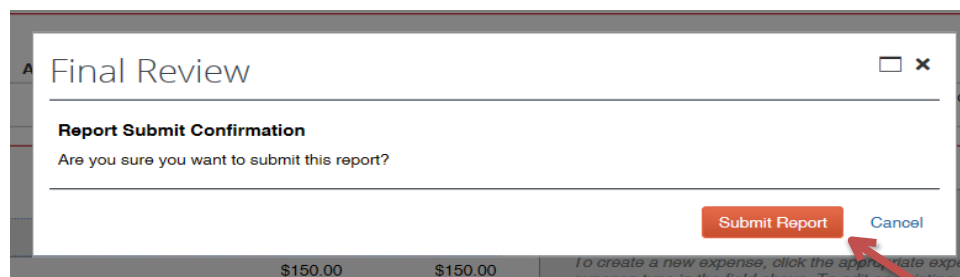 Final Review
Report Submit Confirmation
Are you sure you want to submit this report?
Submit Report Cancel
$150.00 $150.00 To create a new expense, click the appropriate expe